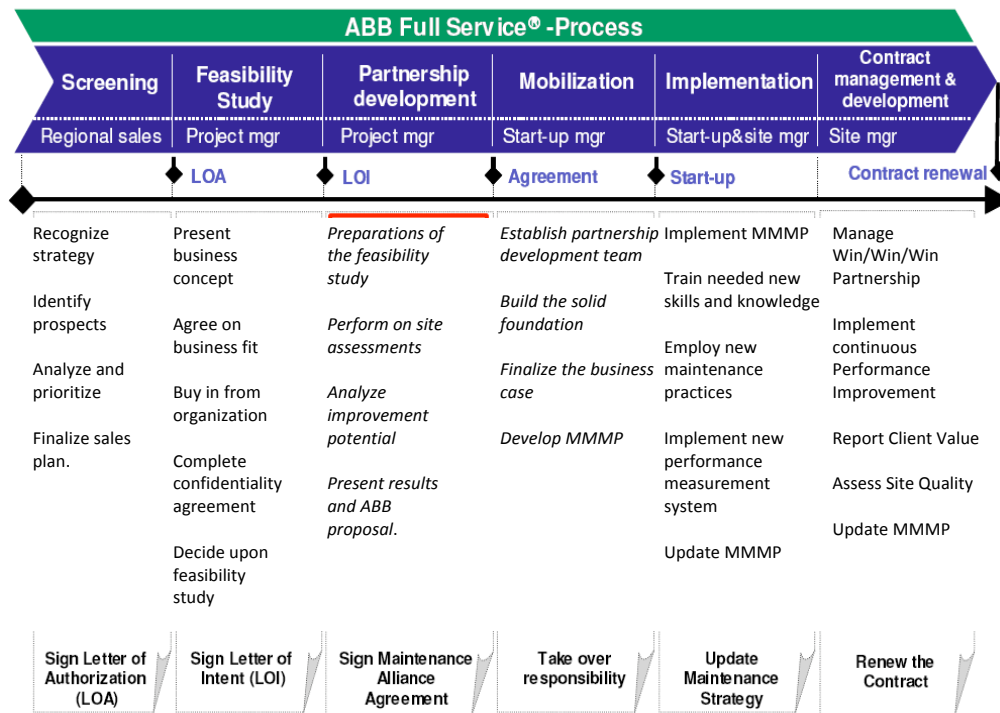 ABB Full Service® -Process
Screening
Feasibility
Study
Partnership
development
Mobilization
Implementation
Contract
management &
development
Regional sales
Project mgr
Project mgr
Start-up mgr
Start-up&site mgr
Site mgr
LOA
LOI
Agreement
Start-up
Contract renewal
Recognize
strategy
Identify
prospects
Analyze and
prioritize
Finalize sales
plan.
Present
business
concept
Agree on
business fit
Buy in from
organization
Complete
confidentiality
agreement
Decide upon
feasibility
study
Preparations of
the feasibility
study
Perform on site
assessments
Analyze
improvement
potential
Present results
and ABB
proposal.
Establish partnership
development team
Build the solid
foundation
Finalize the business
case
Develop MMMP
Implement MMMP
Train needed new
skills and knowledge
Employ new
maintenance
practices
Implement new
performance
measurement
system
Update MMMP
Manage
Win/Win/Win
Partnership
Implement
continuous
Performance
Improvement
Report Client Value
Assess Site Quality
Update MMMP
Sign Letter of
Authorization
(LOA)
Sign Letter of
Intent (LOI)
Sign Maintenance
Alliance
Agreement
Take over
responsibility
Update
Maintenance
Strategy
Renew the
Contract